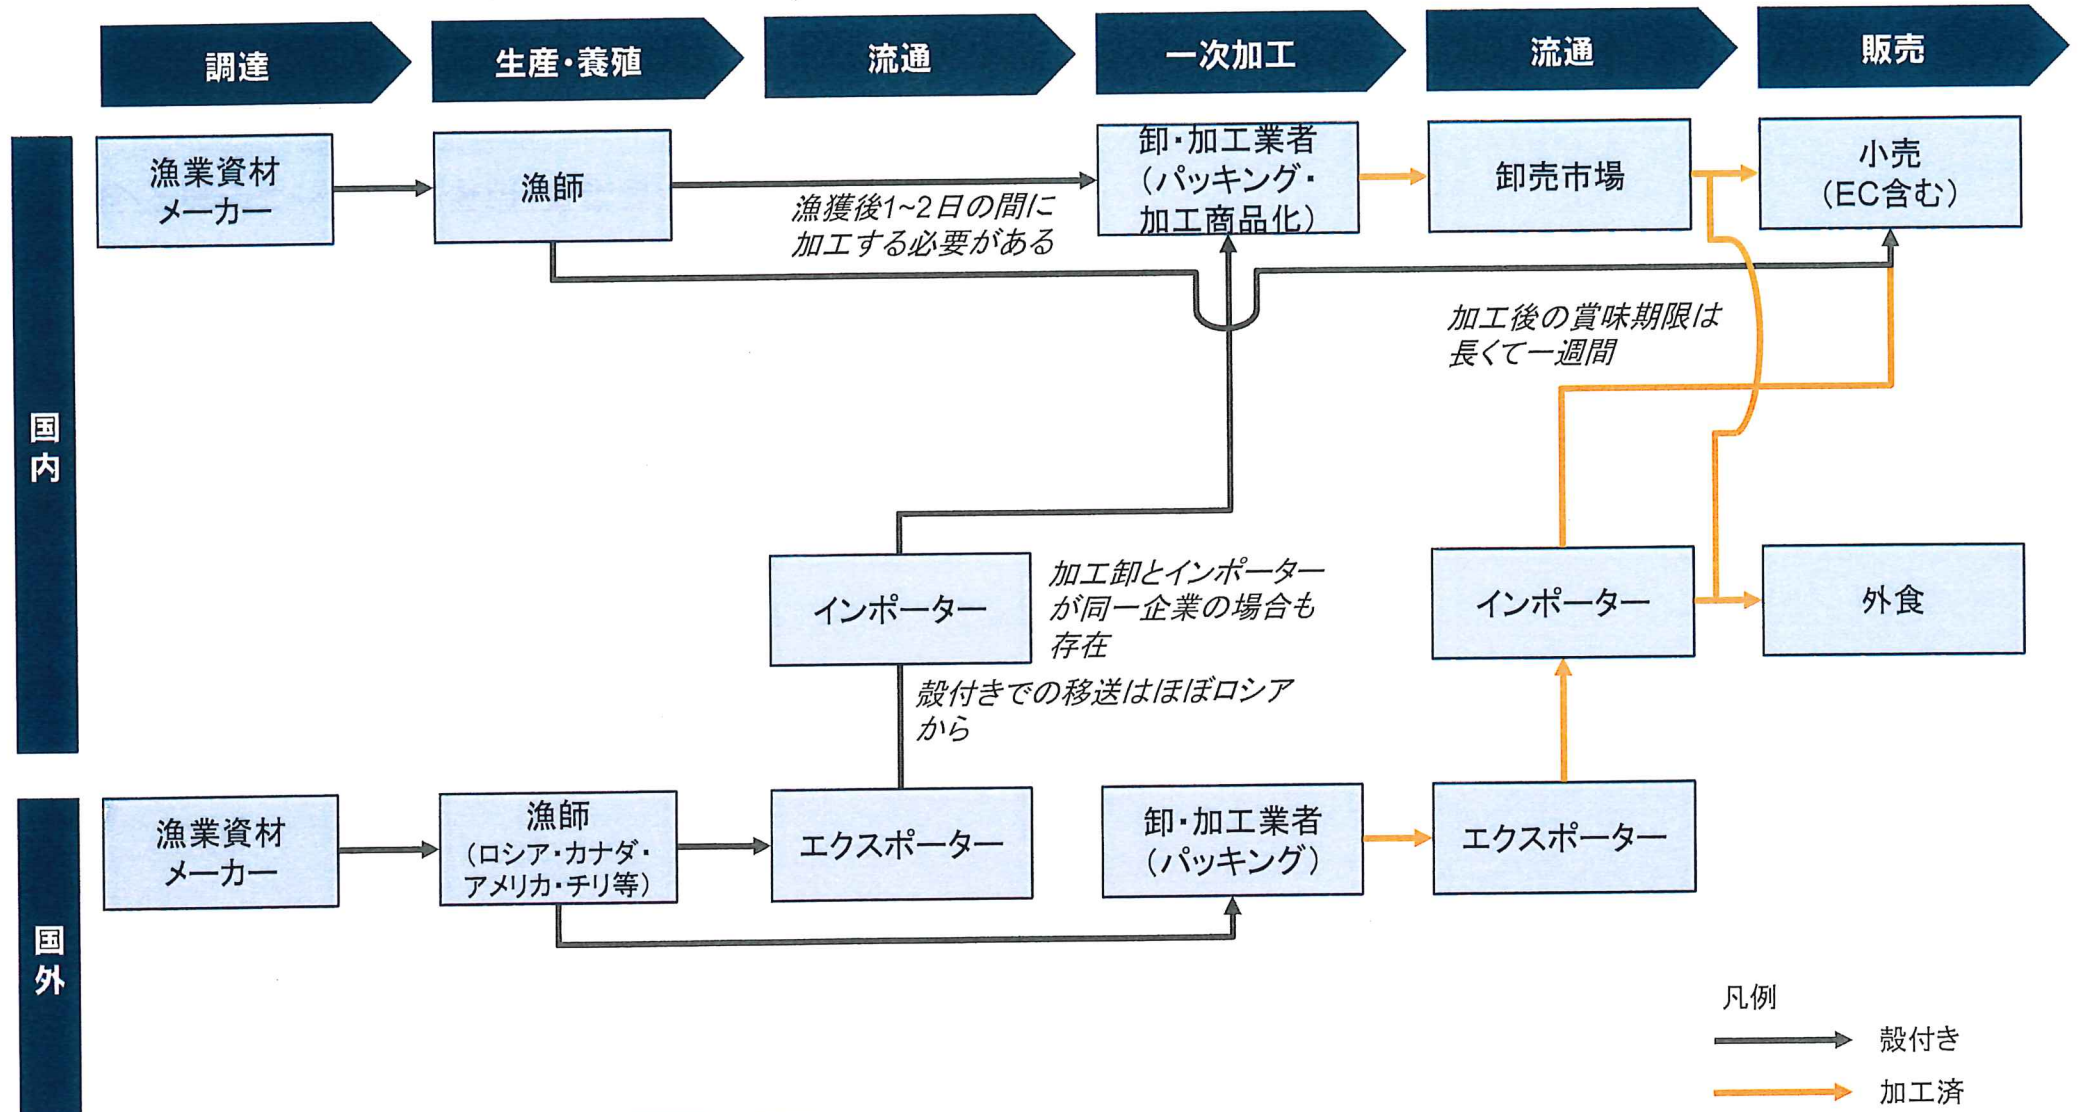 調達
生産・養殖
流通
一次加工
流通
販売
国内
漁業資材
メーカー
漁師
漁獲後1~2日の間に
加工する必要がある
卸・加工業者
（パッキング・
加工商品化）
卸売市場
小売
（EC含む）
加工後の賞味期限は
長くて一週間
インポーター
加工卸とインポーター
が同一企業の場合も
存在
殻付きでの移送はほぼロシア
から
インポーター
外食
国外
漁業資材
メーカー
漁師
（ロシア・カナダ・
アメリカ・チリ等）
エクスポーター
卸・加工業者
（パッキング）
エクスポーター
凡例
殻付き
加工済